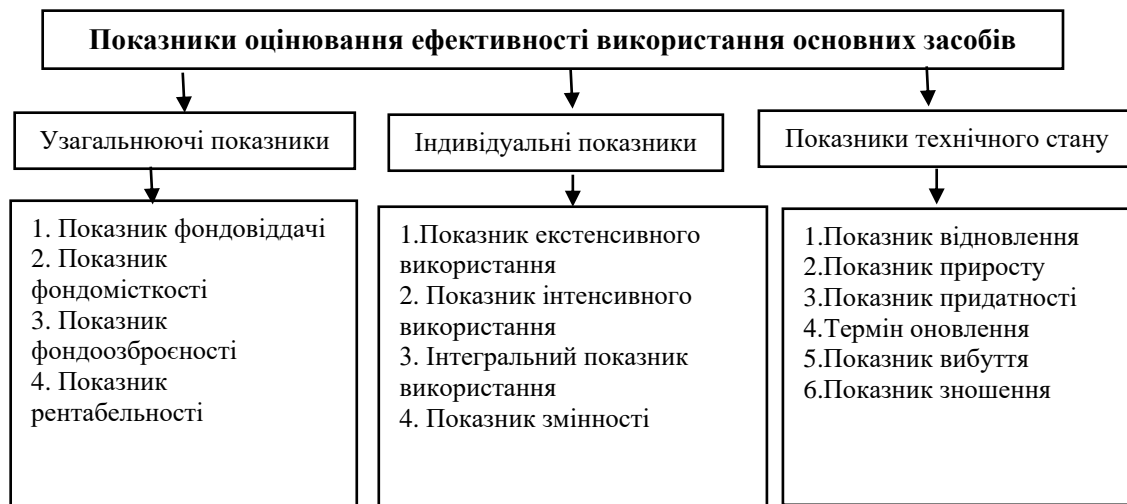 Показники оцінювання ефективності використання основних засобів
Узагальнюючі показники
Індивідуальні показники
Показники технічного стану
1. Показник фондовіддачі
2. Показник
фондомісткості
3. Показник
фондоозброєності
4. Показник
рентабельності
1.Показник екстенсивного
використання
2. Показник інтенсивного
використання
3. Інтегральний показник
використання
4. Показник змінності
1.Показник відновлення
2.Показник приросту
3.Показник придатності
4.Термін оновлення
5.Показник вибуття
6.Показник зношення